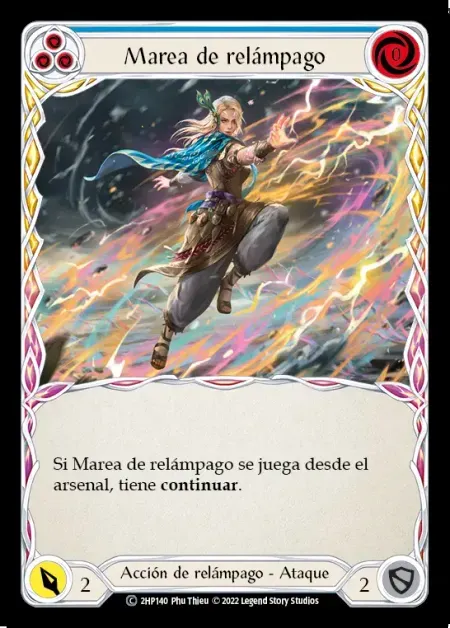 Marea de relámpago
0
Si Marea de relámpago se juega desde el
arsenal, tiene continuar.
2
Acción de relámpago - Ataque
2
C 2HP140 Phu Thieu © 2022 Legend Story Studios